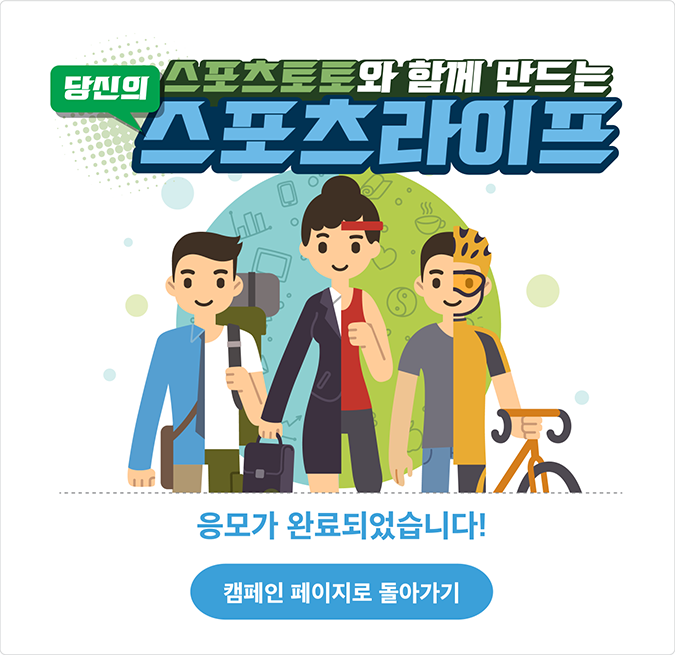 당신의
스포츠토토와 함께 만드는
스포츠라이프
응모가 완료되었습니다!
캠페인 페이지로 돌아가기